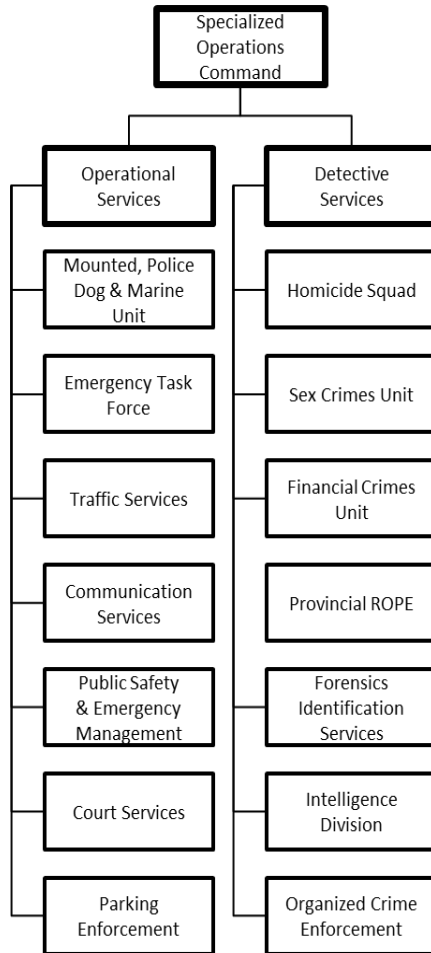 Specialized
Operations
Command
Operational
Services
Mounted, Police
Dog & Marine
Unit
Emergency Task
Force
Traffic Services
Communication
Services
Public Safety
& Emergency
Management
Court Services
Parking
Enforcement
Detective
Services
Homicide Squad
Sex Crimes Unit
Financial Crimes
Unit
Provincial ROPE
Forensics
Identification
Services
Intelligence
Division
Organized Crime
Enforcement